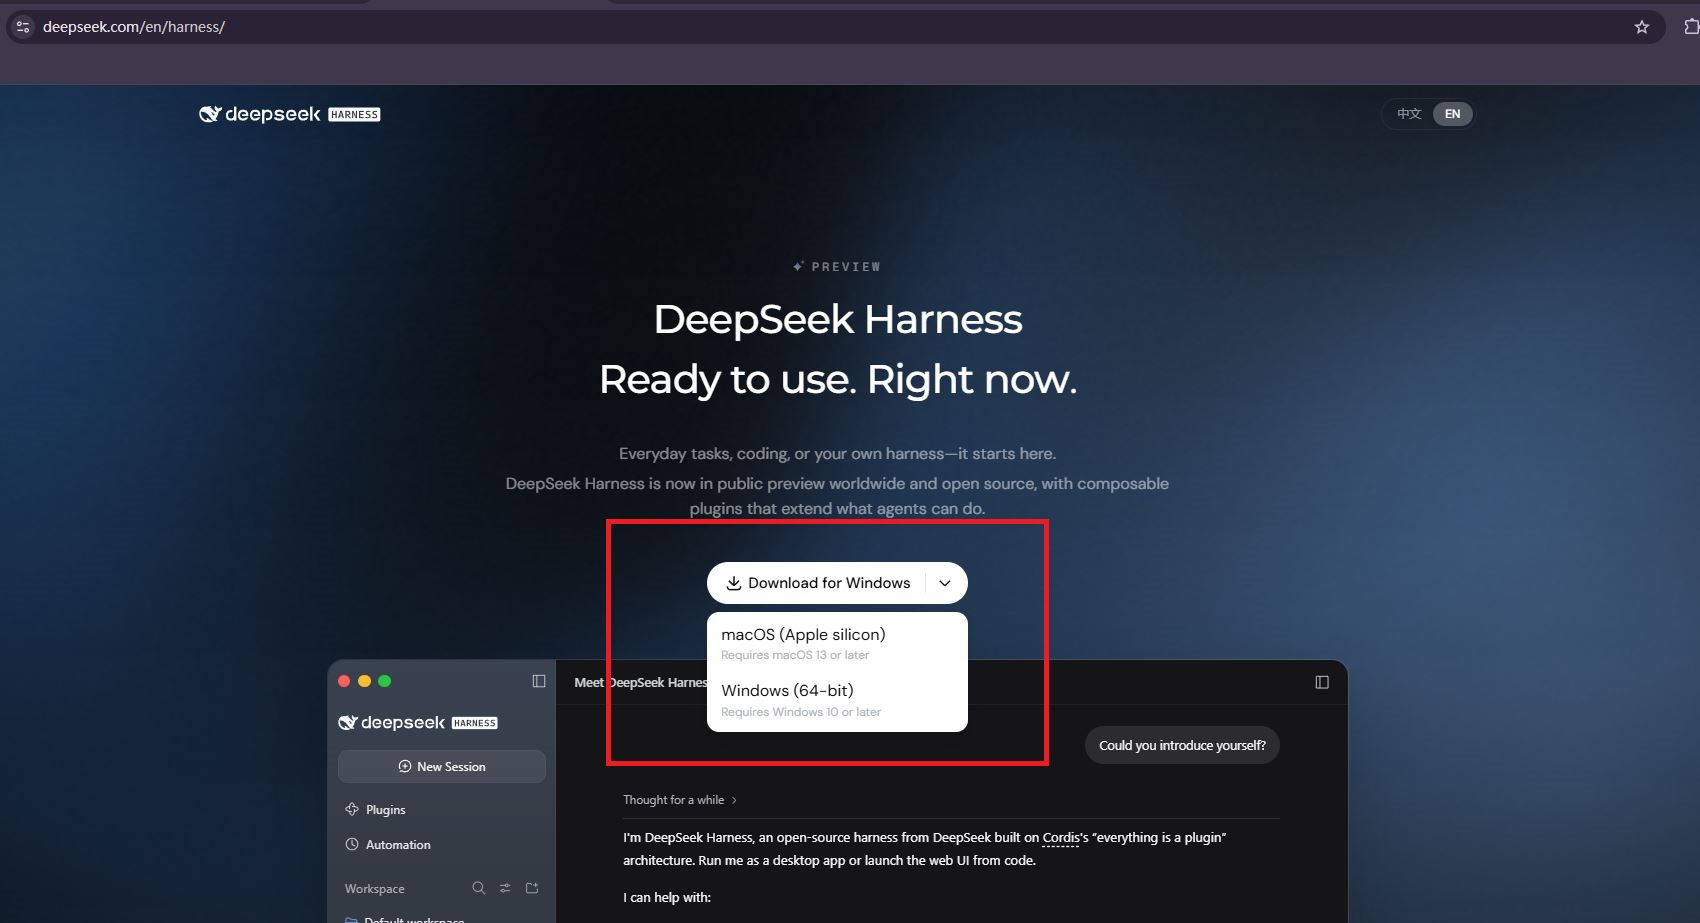 deepseek.com/en/harness/
deepseek HARNESS
中文 EN
PREVIEW
DeepSeek Harness
Ready to use. Right now.
Everyday tasks, coding, or your own harness—it starts here.
DeepSeek Harness is now in public preview worldwide and open source, with composable
plugins that extend what agents can do.
Download for Windows
macOS (Apple silicon)
Requires macOS 13 or later
Windows (64-bit)
Requires Windows 10 or later
Meet DeepSeek Harnes
deepseek HARNESS
New Session
Plugins
Automation
Workspace
Default workspace
Could you introduce yourself?
Thought for a while
I'm DeepSeek Harness, an open-source harness from DeepSeek built on Cordis's “everything is a plugin”
architecture. Run me as a desktop app or launch the web UI from code.
I can help with: